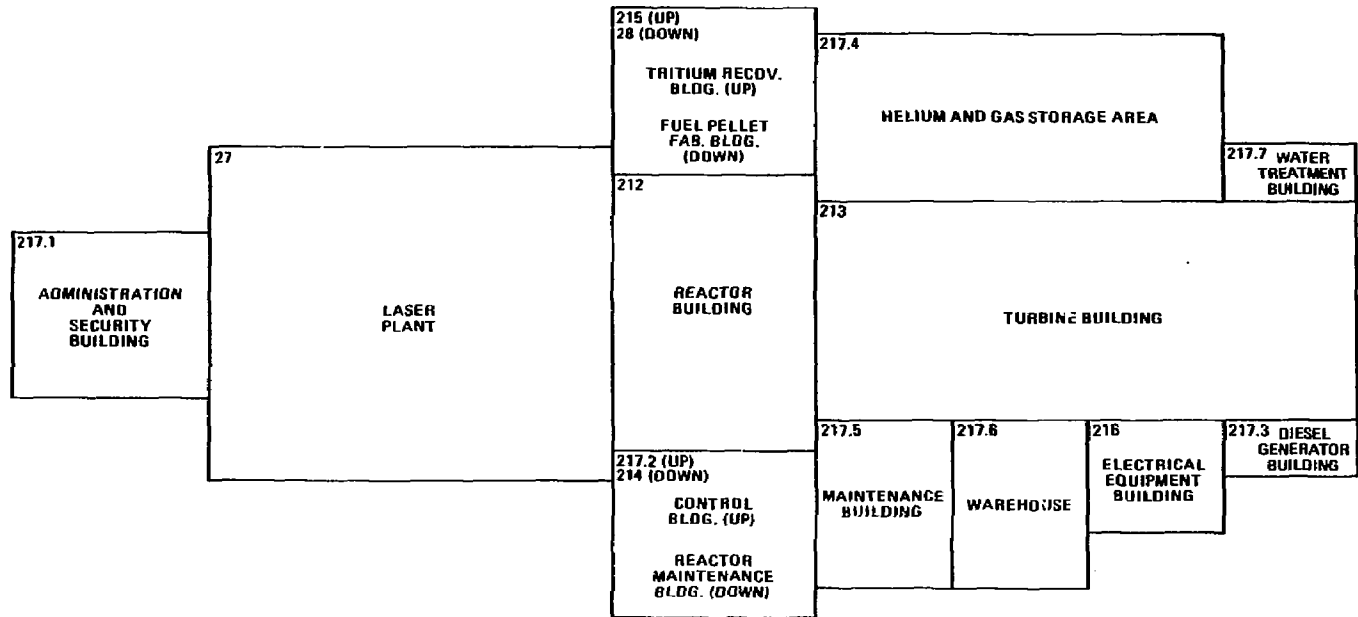 215 (UP)
28 (DOWN)
TRITIUM RECOV.
BLDG. (UP)
FUEL PELLET
FAB. BLDG.
(DOWN)
217.4
HELIUM AND GAS STORAGE AREA
217.7 WATER
TREATMENT
BUILDING
27
LASER
PLANT
212
REACTOR
BUILDING
213
TURBINE BUILDING
217.1
ADMINISTRATION
AND
SECURITY
BUILDING
217.2 (UP)
214 (DOWN)
CONTROL
BLDG. (UP)
REACTOR
MAINTENANCE
BLDG. (DOWN)
217.5
MAINTENANCE
BUILDING
217.6
WAREHOUSE
216
ELECTRICAL
EQUIPMENT
BUILDING
217.3 DIESEL
GENERATOR
BUILDING